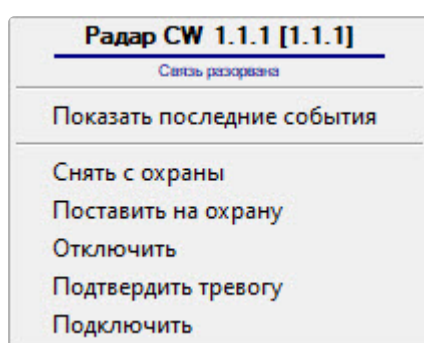 Радар CW 1.1.1 [1.1.1]
Связь разорвана
Показать последние события
Снять с охраны
Поставить на охрану
Отключить
Подтвердить тревогу
Подключить